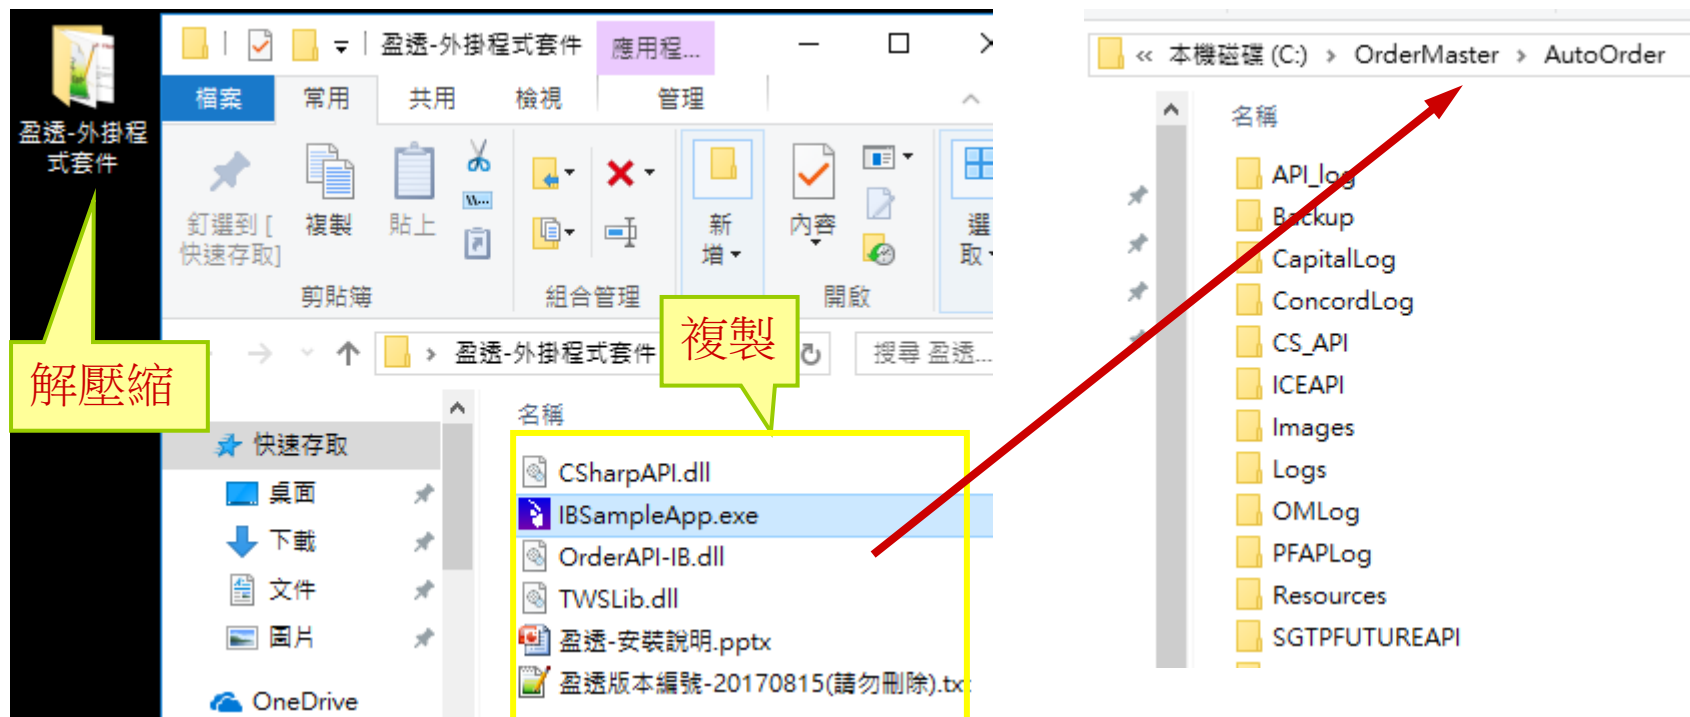 盈透-外掛程
式套件
解壓縮
盈透-外掛程式套件
應用程...
檔案
常用
共用
檢視
管理
釘選到 [
快速存取]
複製
貼上
新
增
內容
選
取
剪貼簿
組合管理
開啟
盈透-外掛程式套件
搜尋 盈透...
複製
快速存取
桌面
下載
文件
圖片
OneDrive
名稱
CSharpAPI.dll
IBSampleApp.exe
OrderAPI-IB.dll
TWSLib.dll
盈透-安裝說明.pptx
盈透版本編號-20170815(請勿刪除).txt
« 本機磁碟 (C:) › OrderMaster › AutoOrder
名稱
API_log
Backup
CapitalLog
ConcordLog
CS_API
ICEAPI
Images
Logs
OMLog
PFAPLog
Resources
SGTPFUTUREAPI